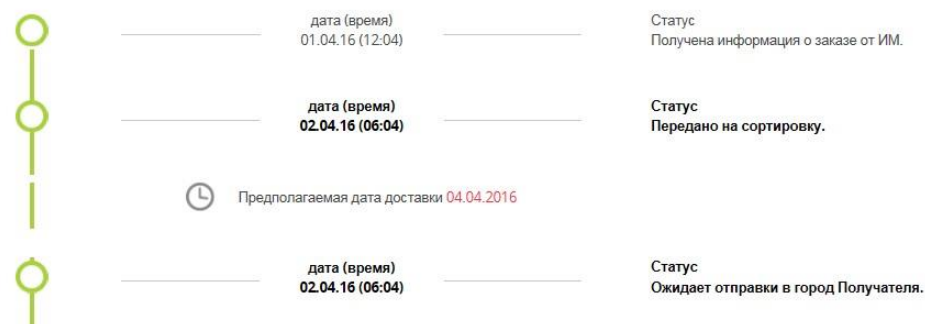 дата (время)
Статус
01.04.16 (12:04)
Получена информация о заказе от ИМ.
дата (время)
Статус
02.04.16 (06:04)
Передано на сортировку.
Предполагаемая дата доставки 04.04.2016
дата (время)
Статус
02.04.16 (06:04)
Ожидает отправки в город Получателя.